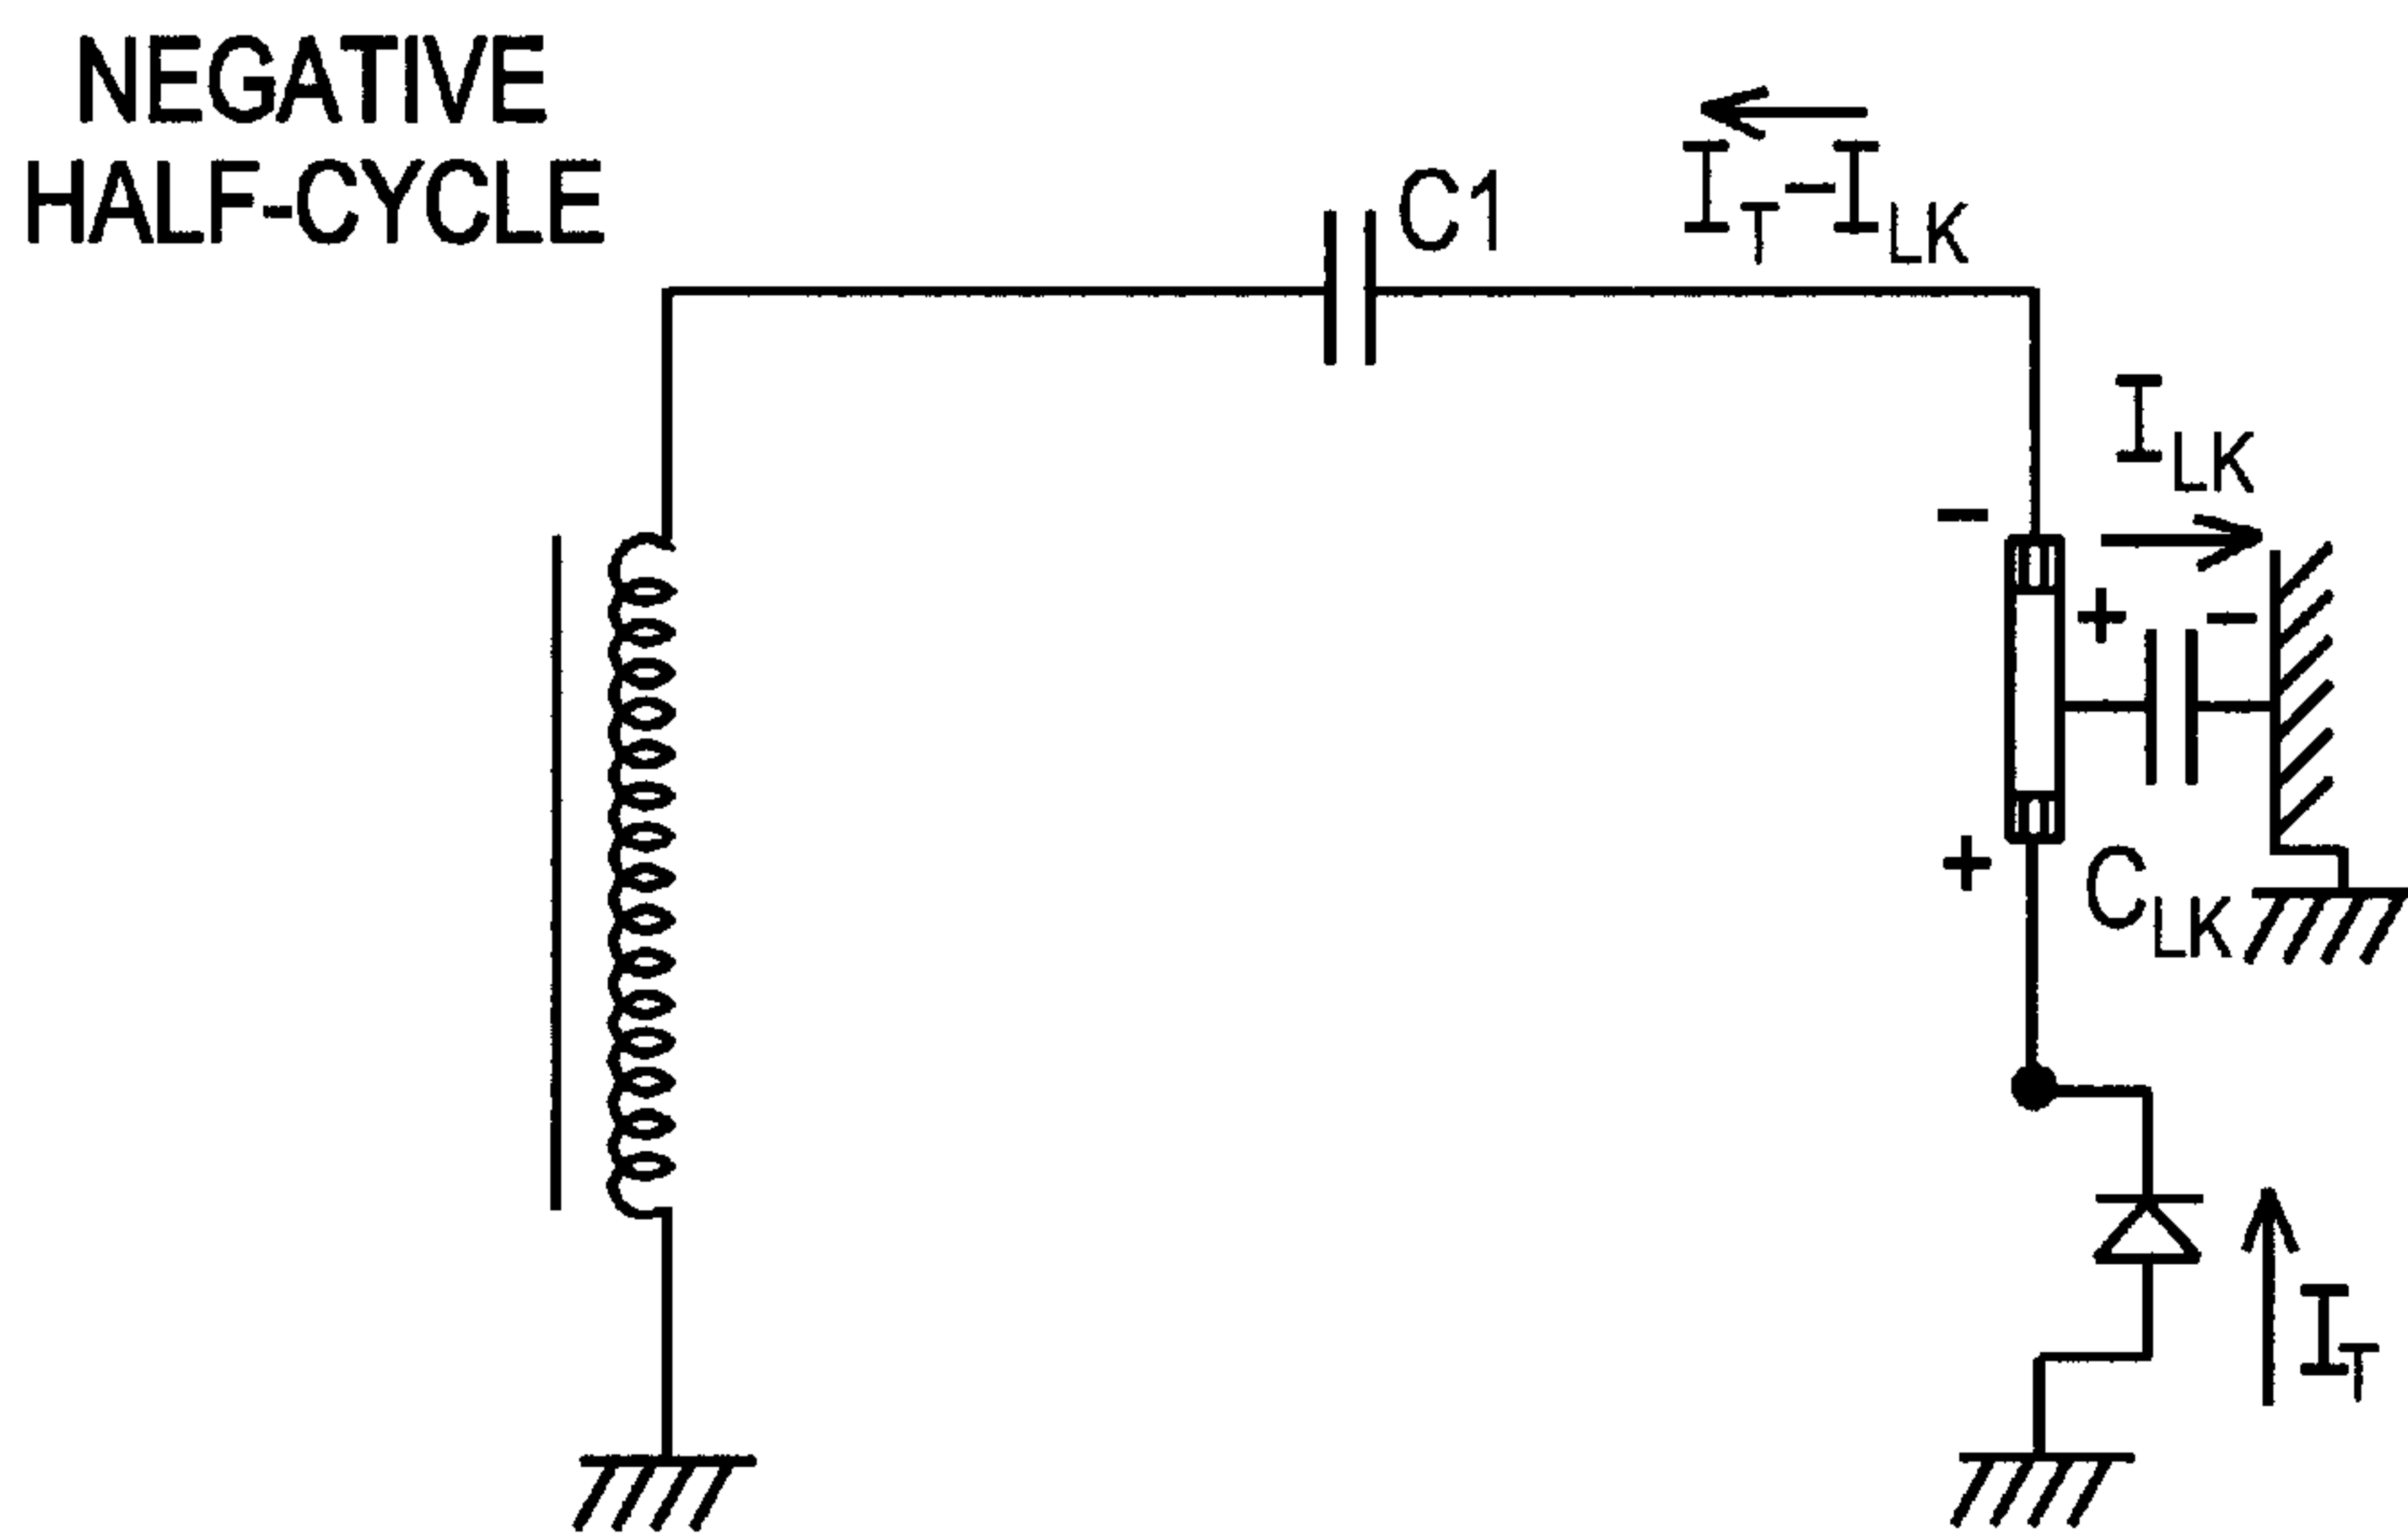 NEGATIVE
HALF-CYCLE
C1
I_T-I_LK
I_LK
-
+ -
+
C_LK
I_T